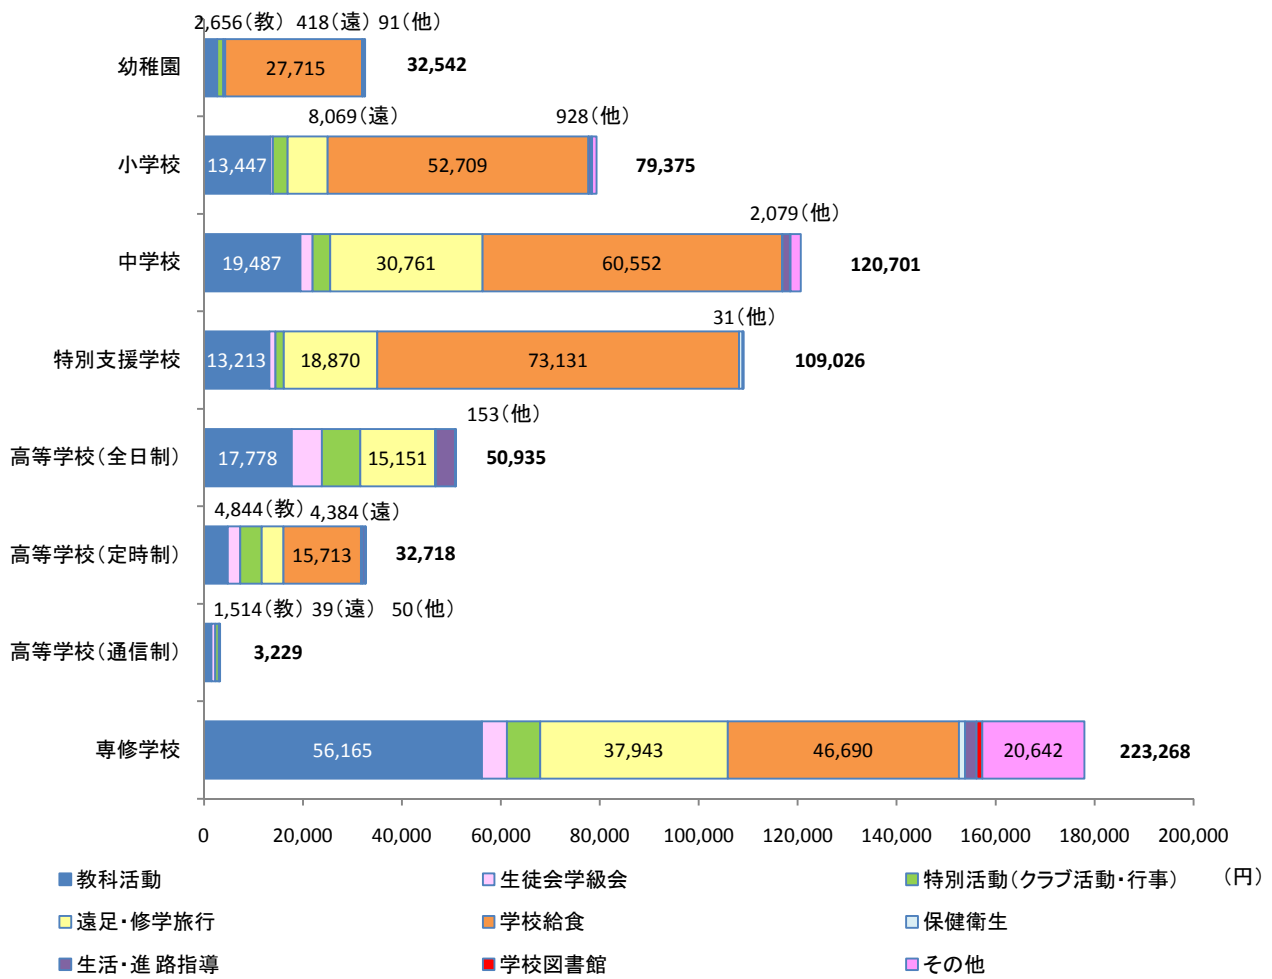 2,656(教) 418(遠) 91(他)
幼稚園 27,715 32,542
8,069(遠) 928(他)
小学校 13,447 52,709 79,375
2,079(他)
中学校 19,487 30,761 60,552 120,701
31(他)
特別支援学校 13,213 18,870 73,131 109,026
153(他)
高等学校(全日制) 17,778 15,151 50,935
4,844(教) 4,384(遠)
高等学校(定時制) 15,713 32,718
1,514(教) 39(遠) 50(他)
高等学校(通信制) 3,229
専修学校 56,165 37,943 46,690 20,642 223,268
0 20,000 40,000 60,000 80,000 100,000 120,000 140,000 160,000 180,000 200,000
教科活動 生徒会学級会 特別活動(クラブ活動・行事) (円)
遠足・修学旅行 学校給食 保健衛生
生活・進路指導 学校図書館 その他